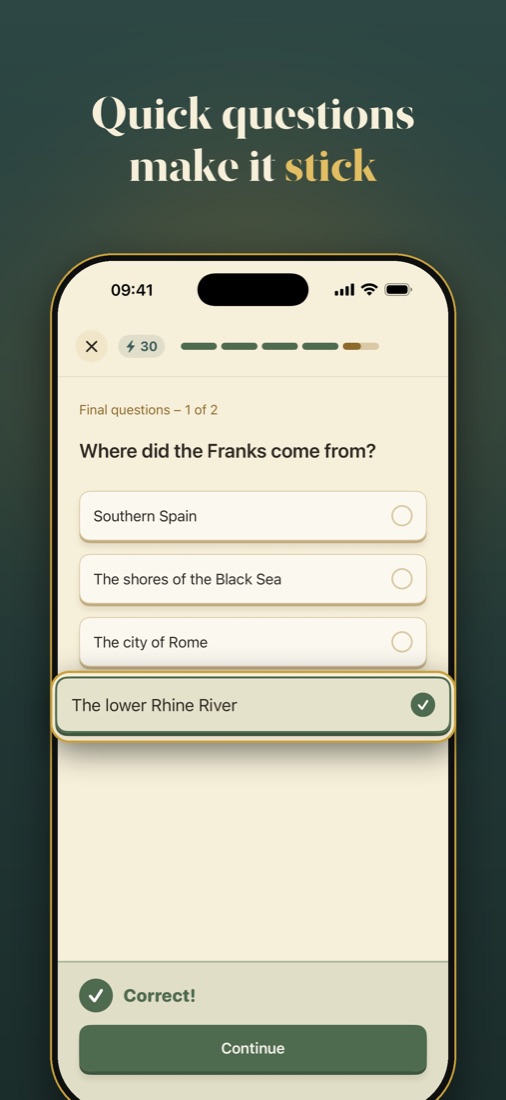 Quick questions
make it stick
09:41
30
Final questions – 1 of 2
Where did the Franks come from?
Southern Spain
The shores of the Black Sea
The city of Rome
The lower Rhine River
Correct!
Continue